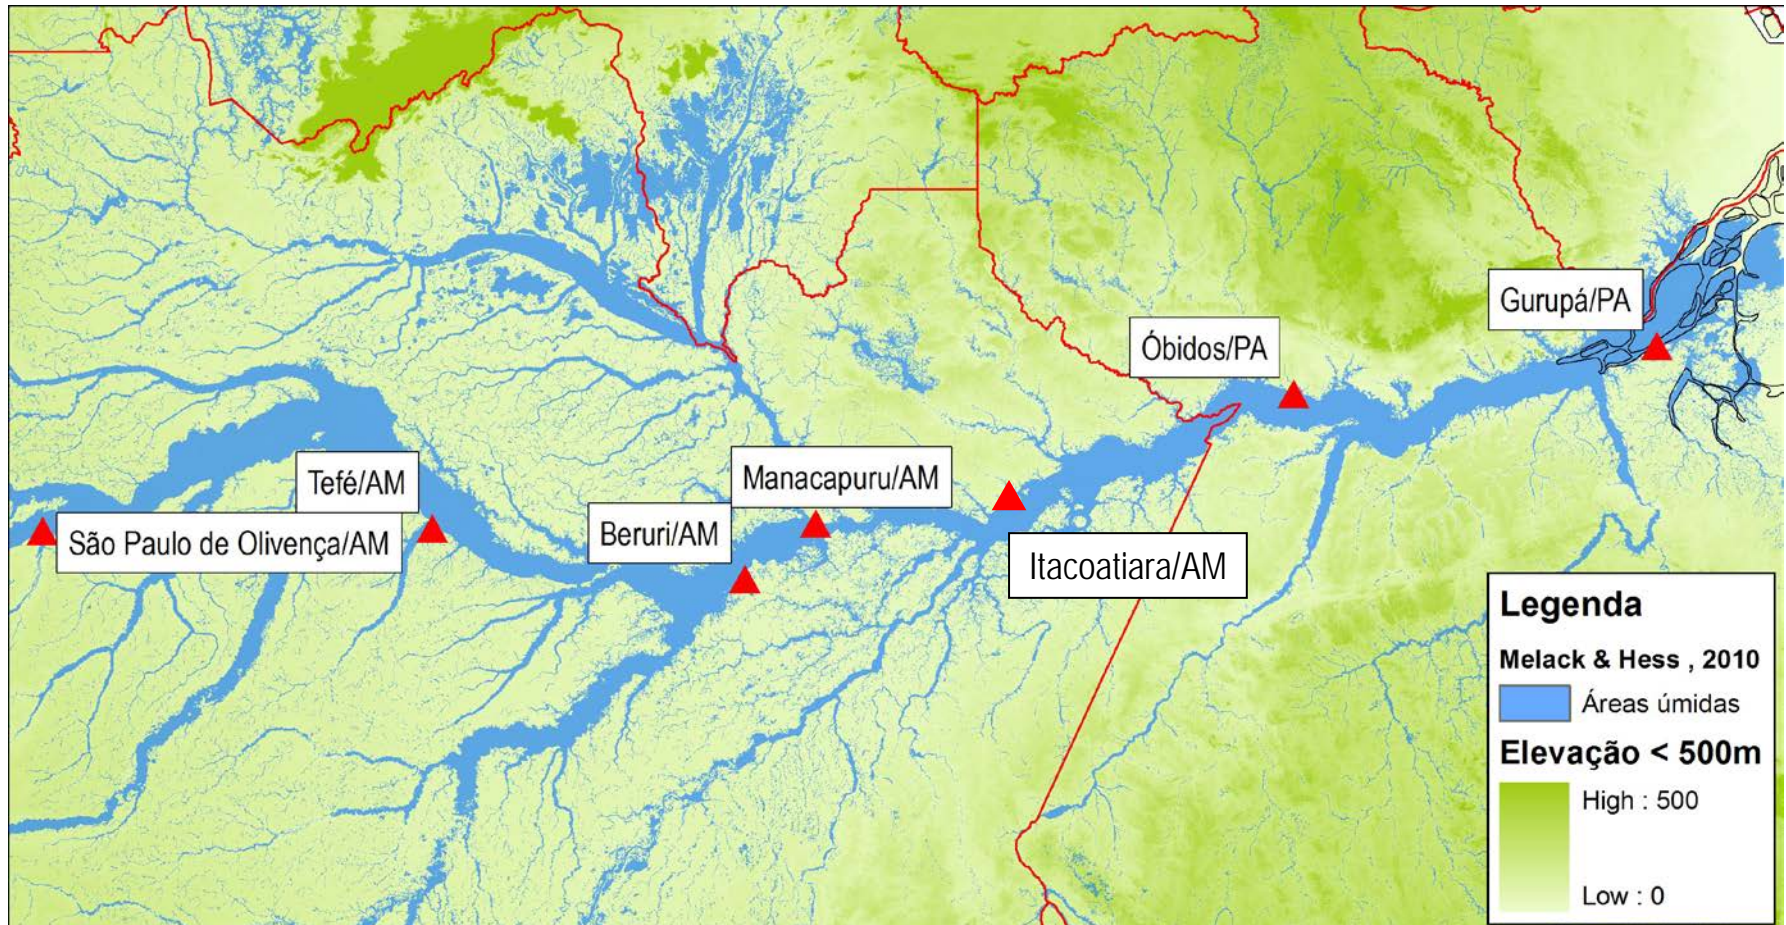 Gurupá/PA
Óbidos/PA
Tefé/AM
Manacapuru/AM
São Paulo de Olivença/AM
Beruri/AM
Itacoatiara/AM
Legenda
Melack & Hess , 2010
Áreas úmidas
Elevação < 500m
High : 500
Low : 0